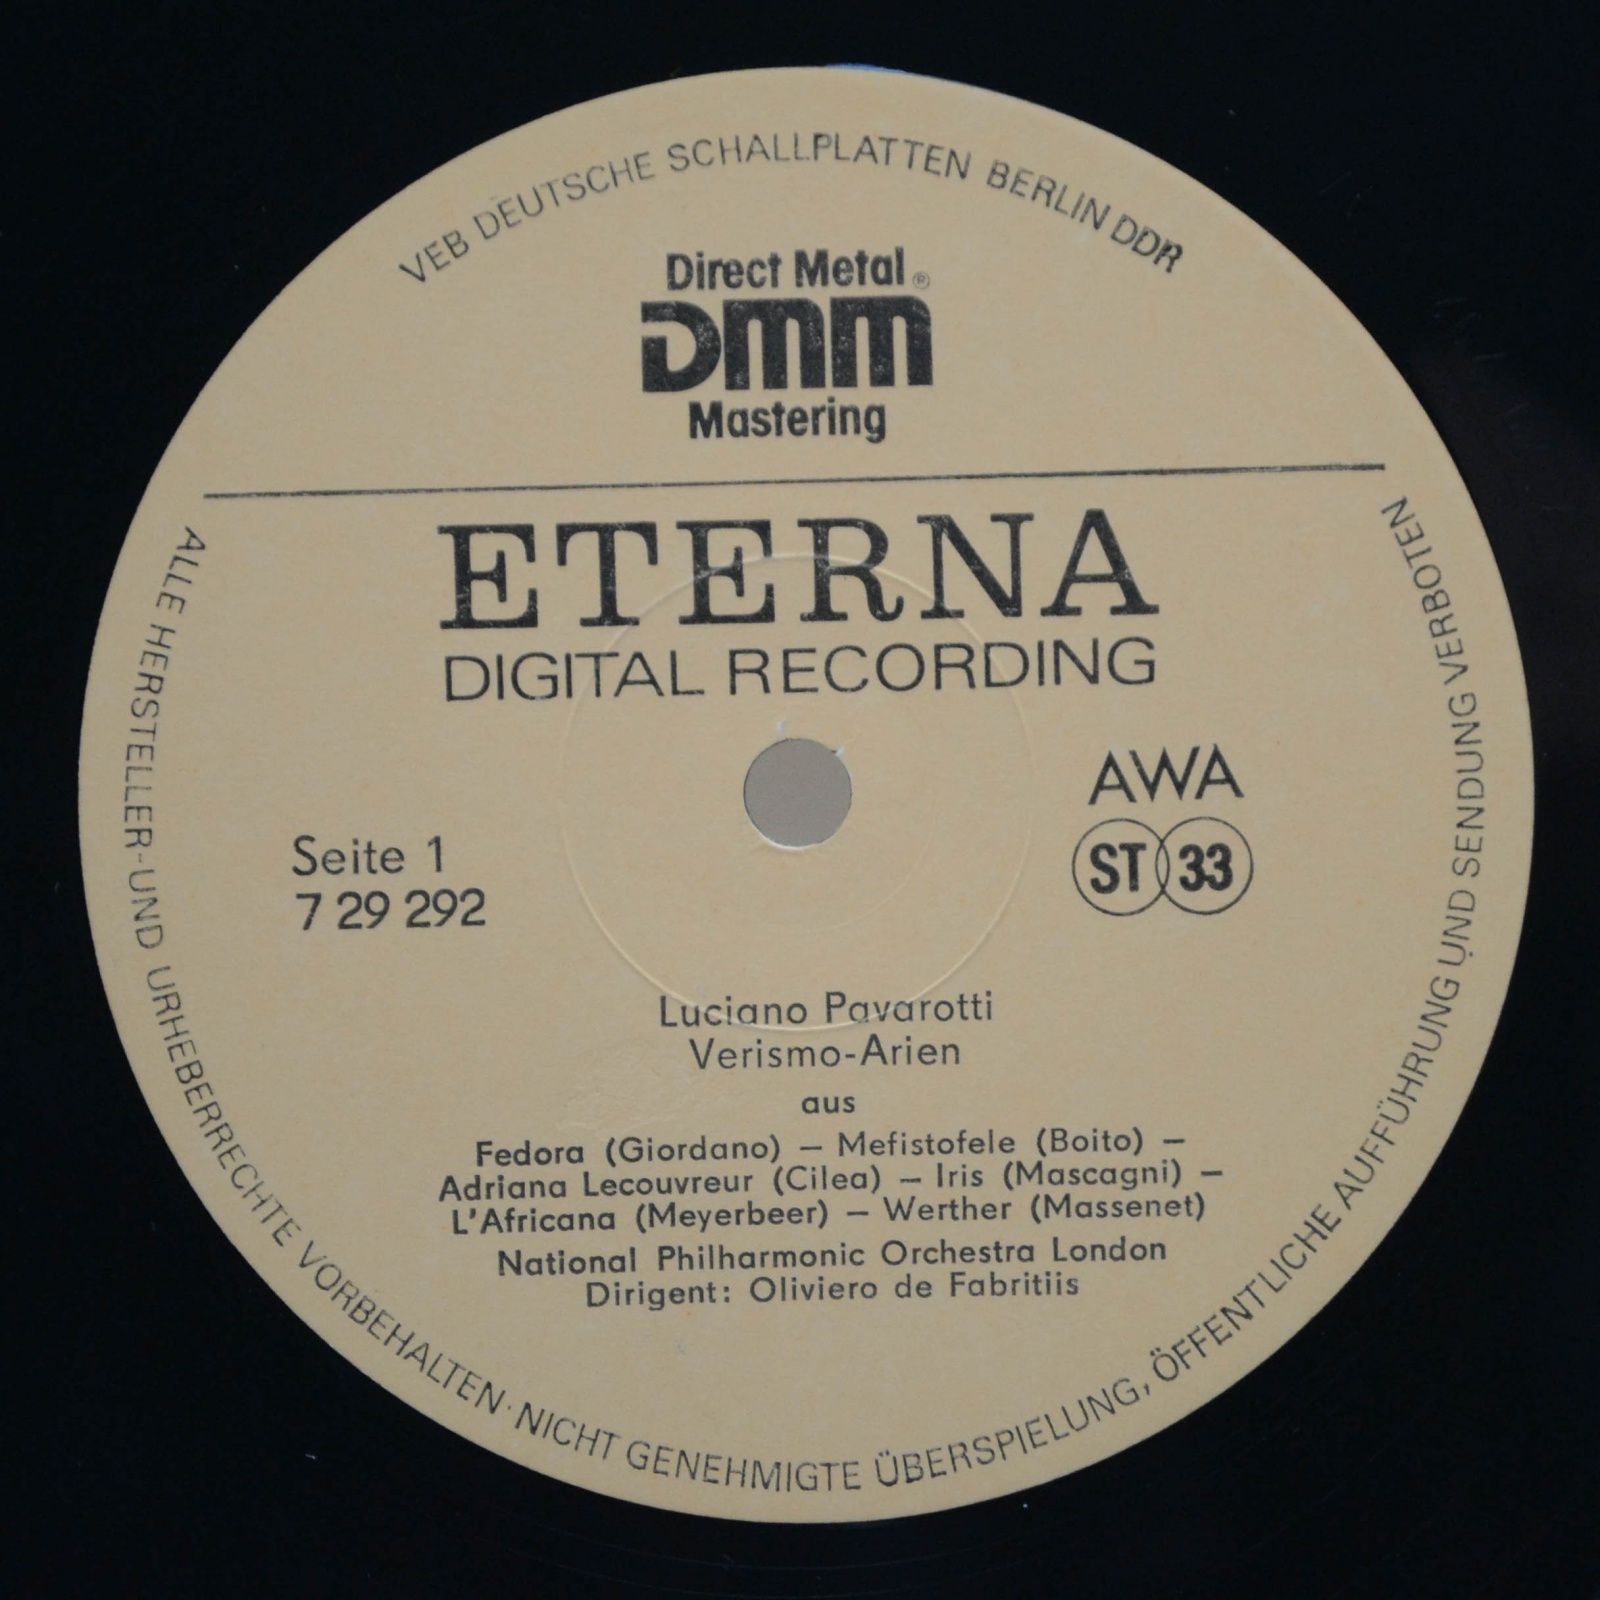 VEB DEUTSCHE SCHALLPLATTEN BERLIN DDR
Direct Metal ®
DMM
Mastering
ETERNA
DIGITAL RECORDING
AWA
ST 33
Seite 1
7 29 292
Luciano Pavarotti
Verismo-Arien
aus
Fedora (Giordano) – Mefistofele (Boito) –
Adriana Lecouvreur (Cilea) – Iris (Mascagni) –
L'Africana (Meyerbeer) – Werther (Massenet)
National Philharmonic Orchestra London
Dirigent: Oliviero de Fabritiis
ALLE HERSTELLER-UND URHEBERRECHTE VORBEHALTEN · NICHT GENEHMIGTE ÜBERSPIELUNG, ÖFFENTLICHE AUFFÜHRUNG UND SENDUNG VERBOTEN